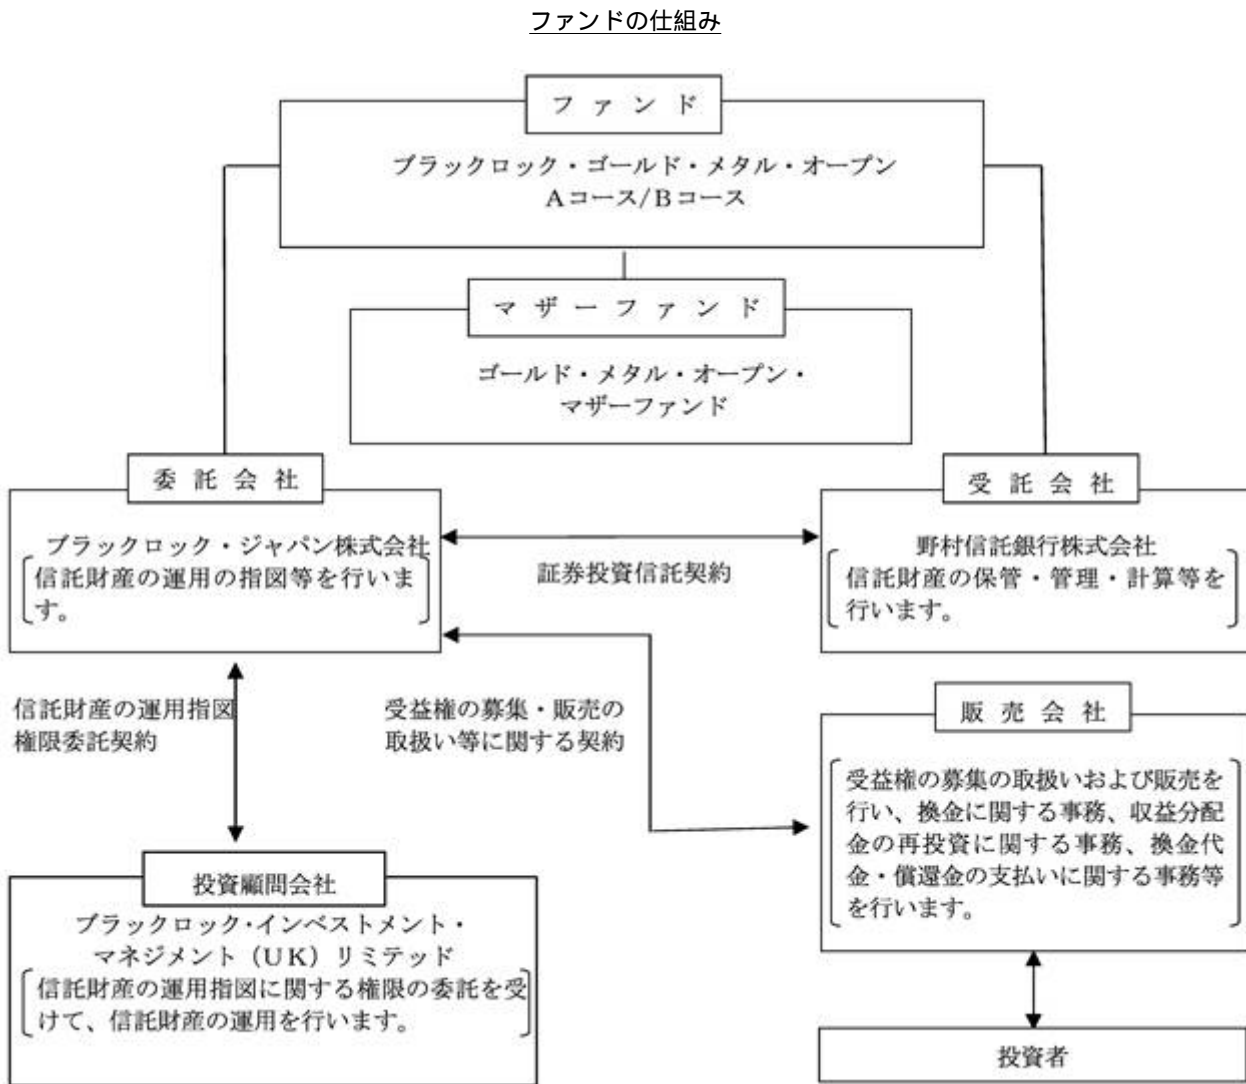 ファンドの仕組み
ファンド
ブラックロック・ゴールド・メタル・オープン
Aコース/Bコース
マザーファンド
ゴールド・メタル・オープン・
マザーファンド
委託会社
ブラックロック・ジャパン株式会社
信託財産の運用の指図等を行いま
す。
証券投資信託契約
受託会社
野村信託銀行株式会社
信託財産の保管・管理・計算等を
行います。
信託財産の運用指図
権限委託契約
受益権の募集・販売の
取扱い等に関する契約
販売会社
受益権の募集の取扱いおよび販売を
行い、換金に関する事務、収益分配
金の再投資に関する事務、換金代
金・償還金の支払いに関する事務等
を行います。
投資顧問会社
ブラックロック・インベストメント・
マネジメント（UK）リミテッド
信託財産の運用指図に関する権限の委託を受
けて、信託財産の運用を行います。
投資者